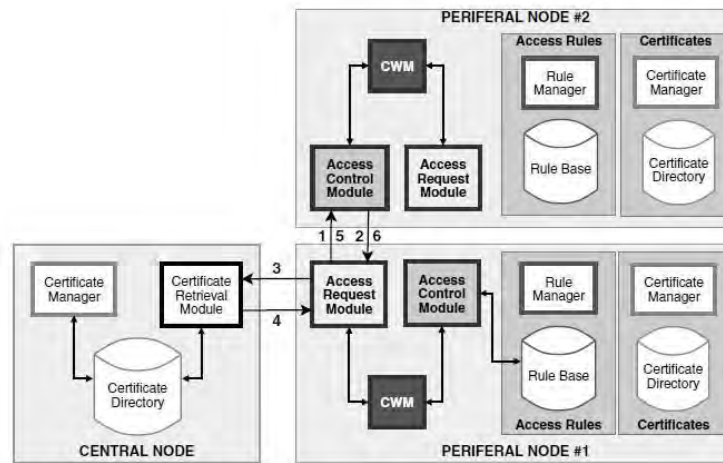 PERIFERAL NODE #2
Access Rules
Certificates
CWM
Rule
Manager
Certificate
Manager
Access
Control
Module
Access
Request
Module
Rule Base
Certificate
Directory
1 5 2 6
3
4
Certificate
Manager
Certificate
Retrieval
Module
Access
Request
Module
Access
Control
Module
Rule
Manager
Certificate
Manager
Certificate
Directory
CWM
Rule Base
Certificate
Directory
Access Rules
Certificates
CENTRAL NODE
PERIFERAL NODE #1